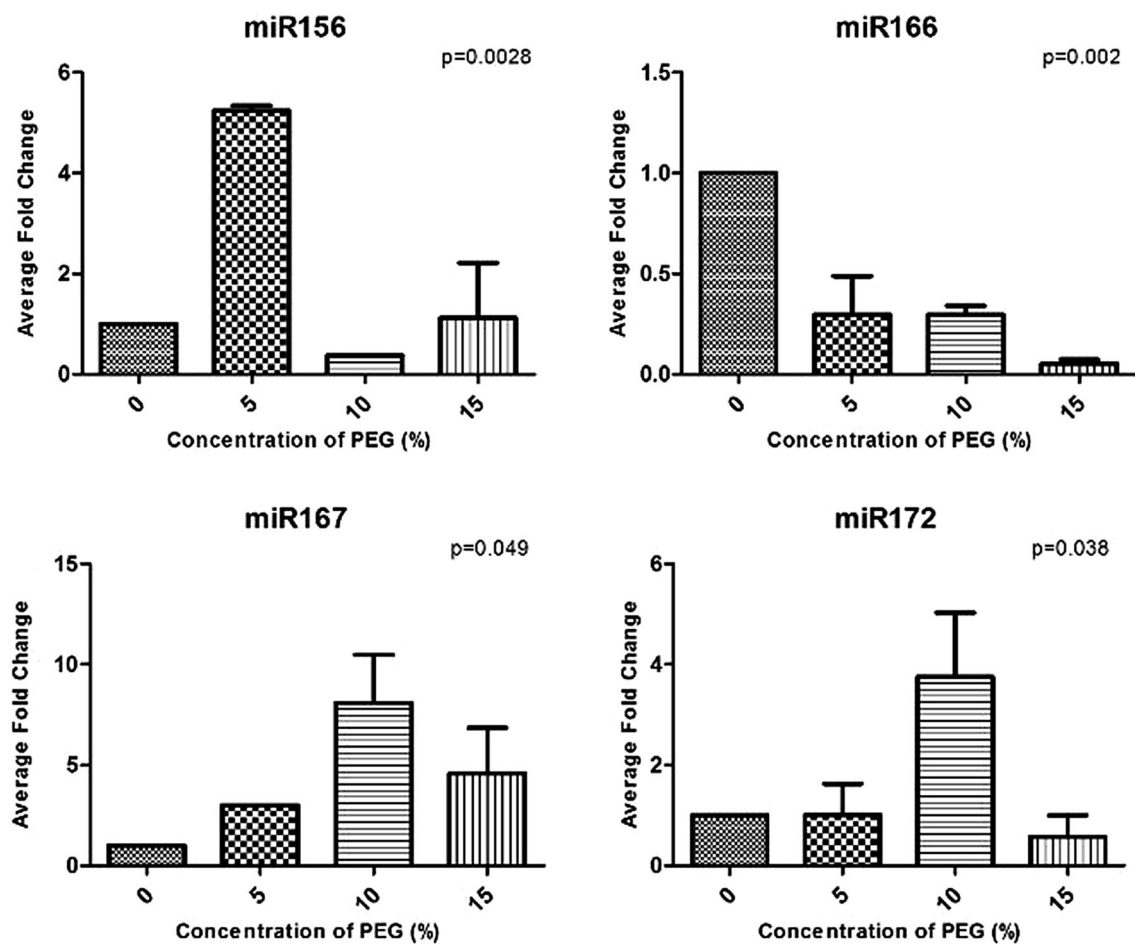 miR156
p=0.0028
Average Fold Change
6
4
2
0
0 5 10 15
Concentration of PEG (%)
miR166
p=0.002
Average Fold Change
1.5
1.0
0.5
0.0
0 5 10 15
Concentration of PEG (%)
miR167
p=0.049
Average Fold Change
15
10
5
0
0 5 10 15
Concentration of PEG (%)
miR172
p=0.038
Average Fold Change
6
4
2
0
0 5 10 15
Concentration of PEG (%)